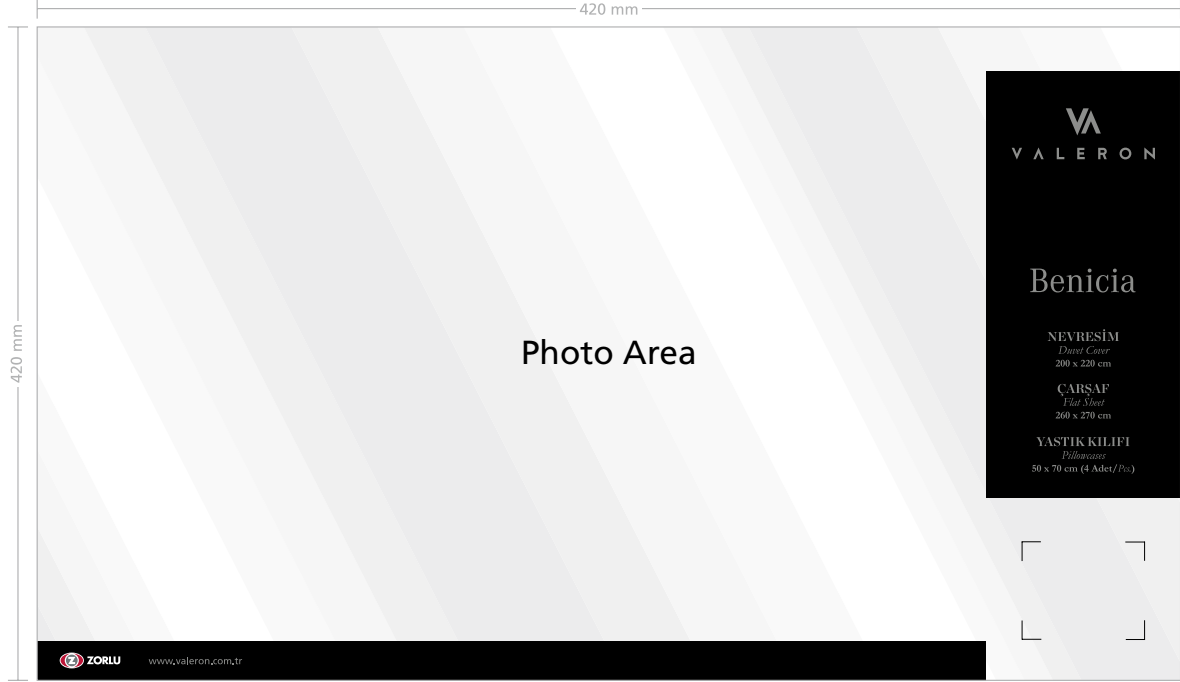 420 mm
420 mm
VALERON
Benicia
NEVRESİM
Duvet Cover
200 x 220 cm
ÇARŞAF
Flat Sheet
260 x 270 cm
YASTIK KILIFI
Pillowcases
50 x 70 cm (4 Adet/Pcs.)
Photo Area
Z ZORLU www.valeron.com.tr